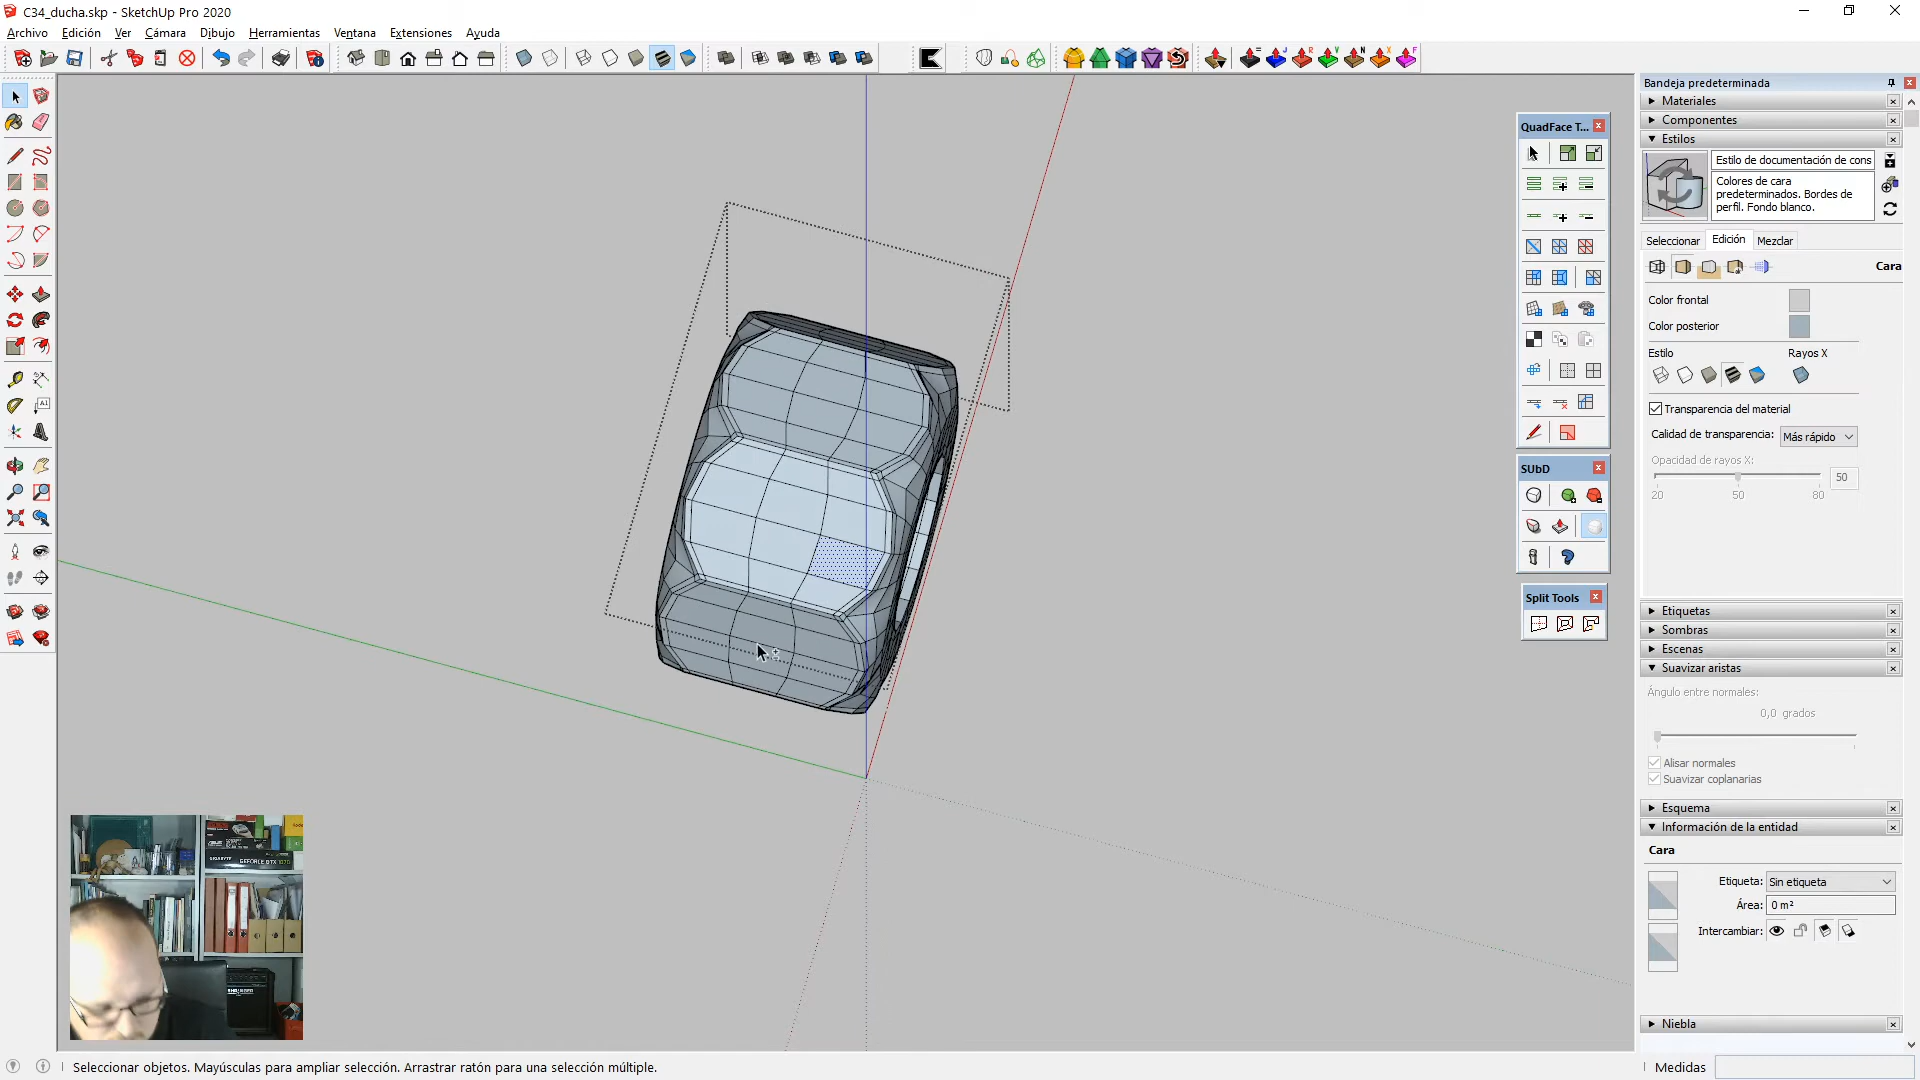 C34_ducha.skp - SketchUp Pro 2020
Archivo Edición Ver Cámara Dibujo Herramientas Ventana Extensiones Ayuda
Bandeja predeterminada
Materiales
Componentes
Estilos
Estilo de documentación de cons
Colores de cara
predeterminados. Bordes de
perfil. Fondo blanco.
Seleccionar Edición Mezclar
Cara
Color frontal
Color posterior
Estilo Rayos X
Transparencia del material
Calidad de transparencia: Más rápido
Opacidad de rayos X:
50
20 50 80
Etiquetas
Sombras
Escenas
Suavizar aristas
Ángulo entre normales:
0,0 grados
Alisar normales
Suavizar coplanarias
Esquema
Información de la entidad
Cara
Etiqueta: Sin etiqueta
Área: 0 m²
Intercambiar:
Niebla
QuadFace T...
SUbD
Split Tools
A1
GIGABYTE
GEFORCE GTX 1070
Seleccionar objetos. Mayúsculas para ampliar selección. Arrastrar ratón para una selección múltiple.
Medidas